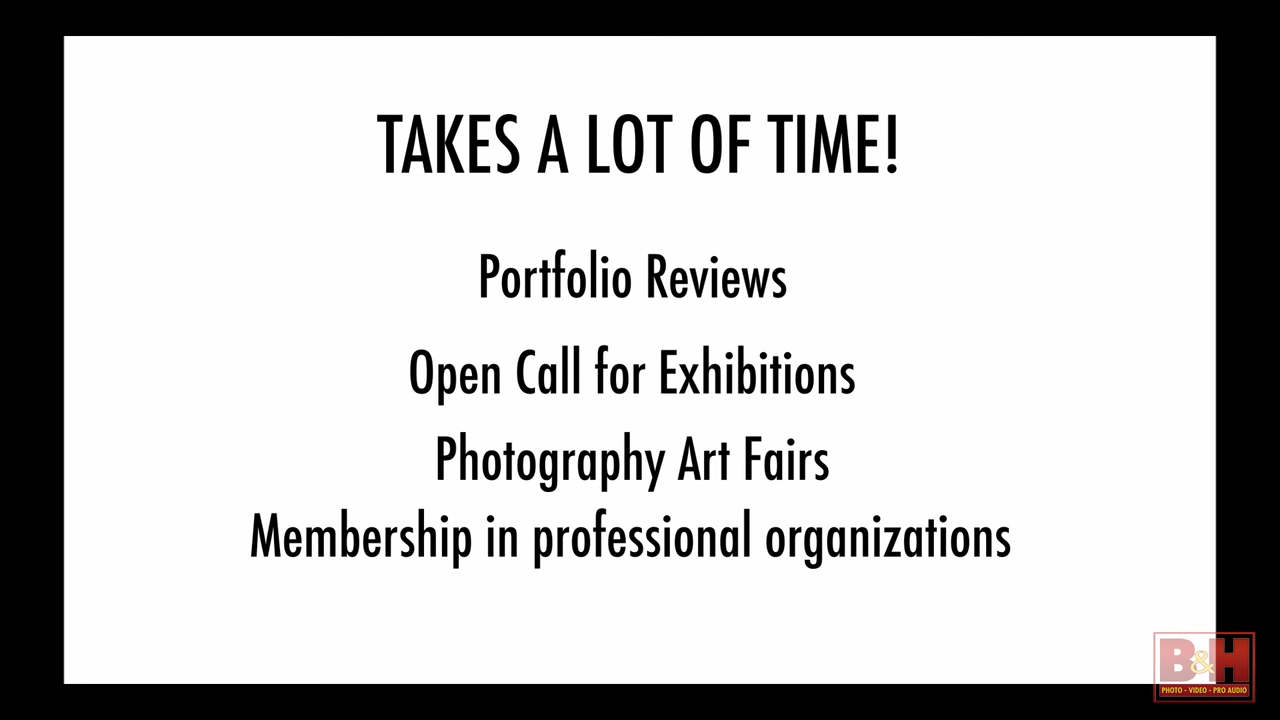 TAKES A LOT OF TIME!
Portfolio Reviews
Open Call for Exhibitions
Photography Art Fairs
Membership in professional organizations
B&H
PHOTO - VIDEO - PRO AUDIO